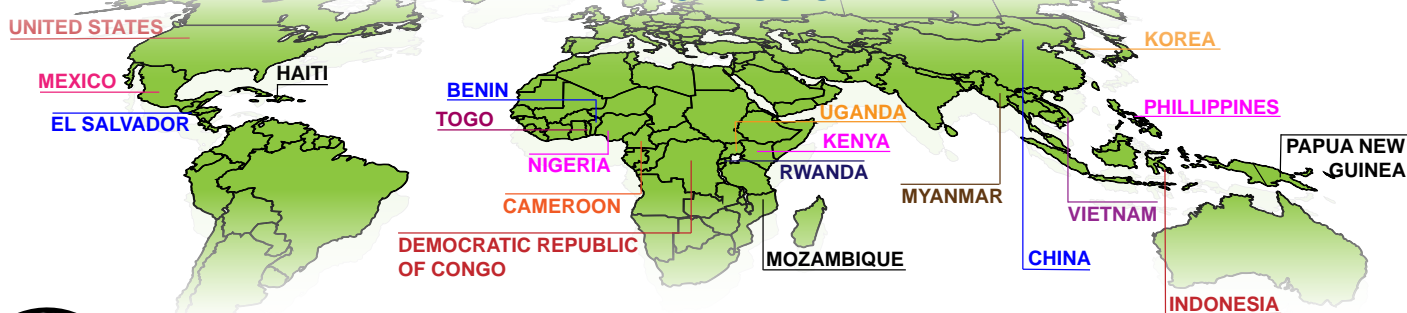 UNITED STATES
MEXICO
HAITI
EL SALVADOR
BENIN
TOGO
NIGERIA
CAMEROON
DEMOCRATIC REPUBLIC
OF CONGO
UGANDA
KENYA
RWANDA
MYANMAR
MOZAMBIQUE
KOREA
PHILLIPPINES
PAPUA NEW
GUINEA
VIETNAM
CHINA
INDONESIA